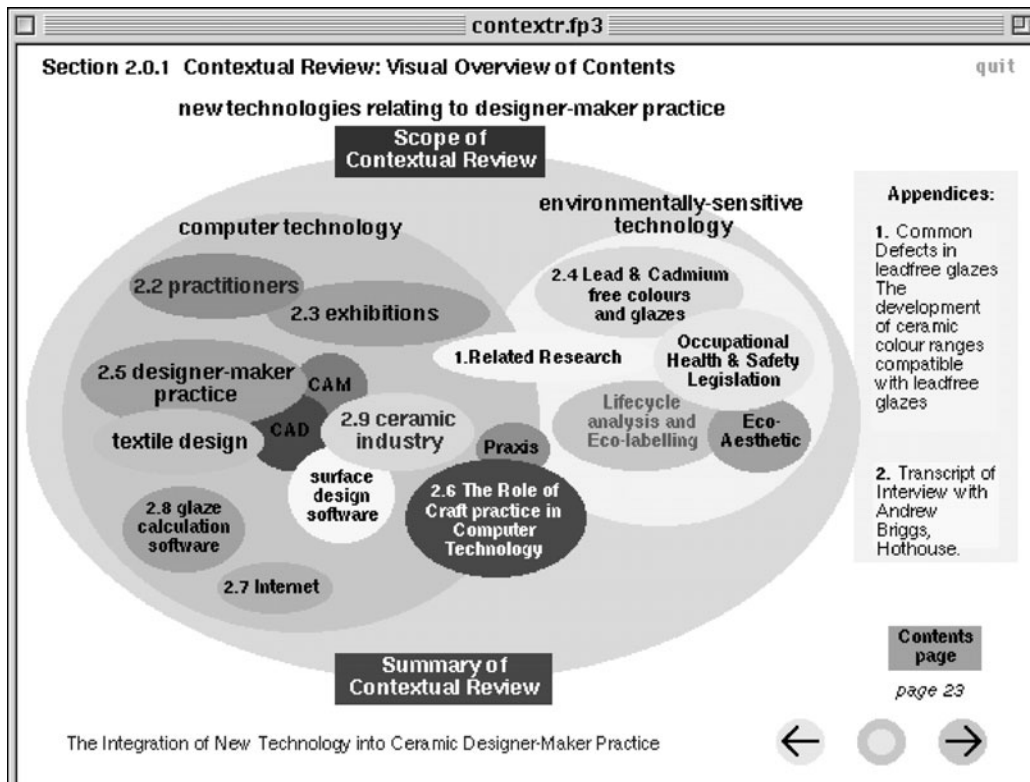 contextr.fp3
Section 2.0.1 Contextual Review: Visual Overview of Contents
quit
new technologies relating to designer-maker practice
Scope of
Contextual Review
computer technology
environmentally-sensitive
technology
2.2 practitioners
2.3 exhibitions
2.4 Lead & Cadmium
free colours
and glazes
1.Related Research
Occupational
Health & Safety
Legislation
2.5 designer-maker
practice
CAM
CAD
textile design
2.9 ceramic
industry
Lifecycle
analysis and
Eco-labelling
Eco-
Aesthetic
Praxis
surface
design
software
2.6 The Role of
Craft practice in
Computer
Technology
2.8 glaze
calculation
software
2.7 Internet
Summary of
Contextual Review
Appendices:
1. Common
Defects in
leadfree glazes
The
development
of ceramic
colour ranges
compatible
with leadfree
glazes
2. Transcript of
Interview with
Andrew
Briggs,
Hothouse.
Contents
page
page 23
The Integration of New Technology into Ceramic Designer-Maker Practice